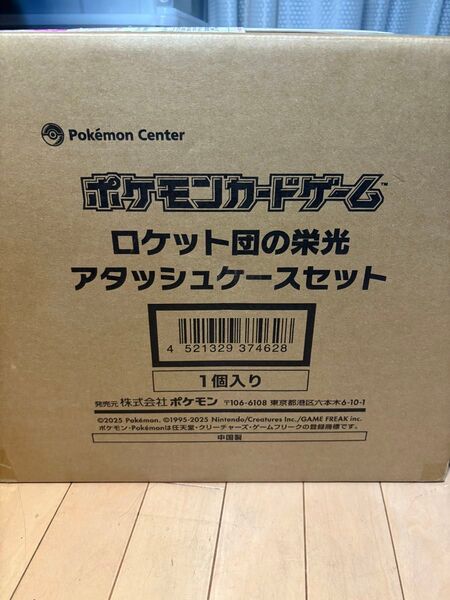 Pokémon Center
ポケモンカードゲーム™
ロケット団の栄光
アタッシュケースセット
4 521329 374628
1個入り
発売元 株式会社 ポケモン 〒106-6108 東京都港区六本木6-10-1
©2025 Pokémon. ©1995-2025 Nintendo/Creatures Inc./GAME FREAK inc.
ポケモン・Pokémonは任天堂・クリーチャーズ・ゲームフリークの登録商標です。
中国製